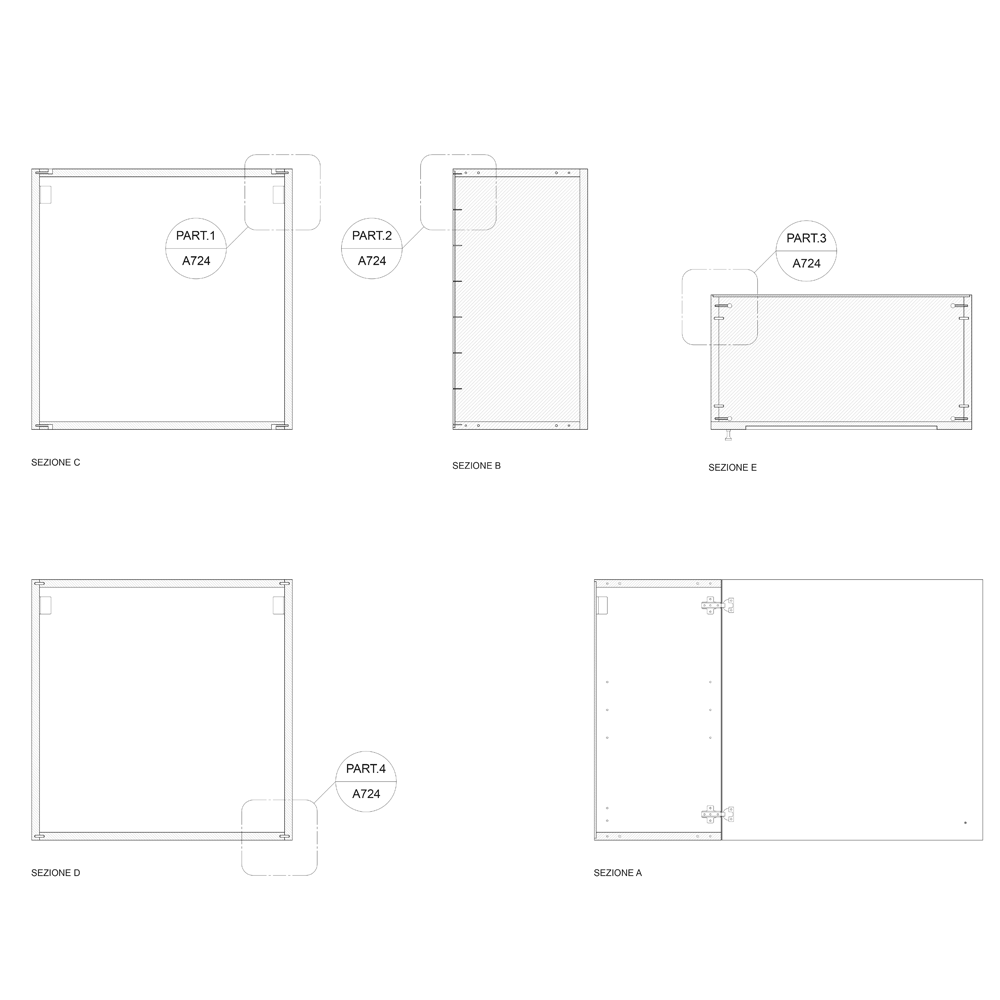 PART.1
A724
PART.2
A724
PART.3
A724
SEZIONE C
SEZIONE B
SEZIONE E
PART.4
A724
SEZIONE D
SEZIONE A